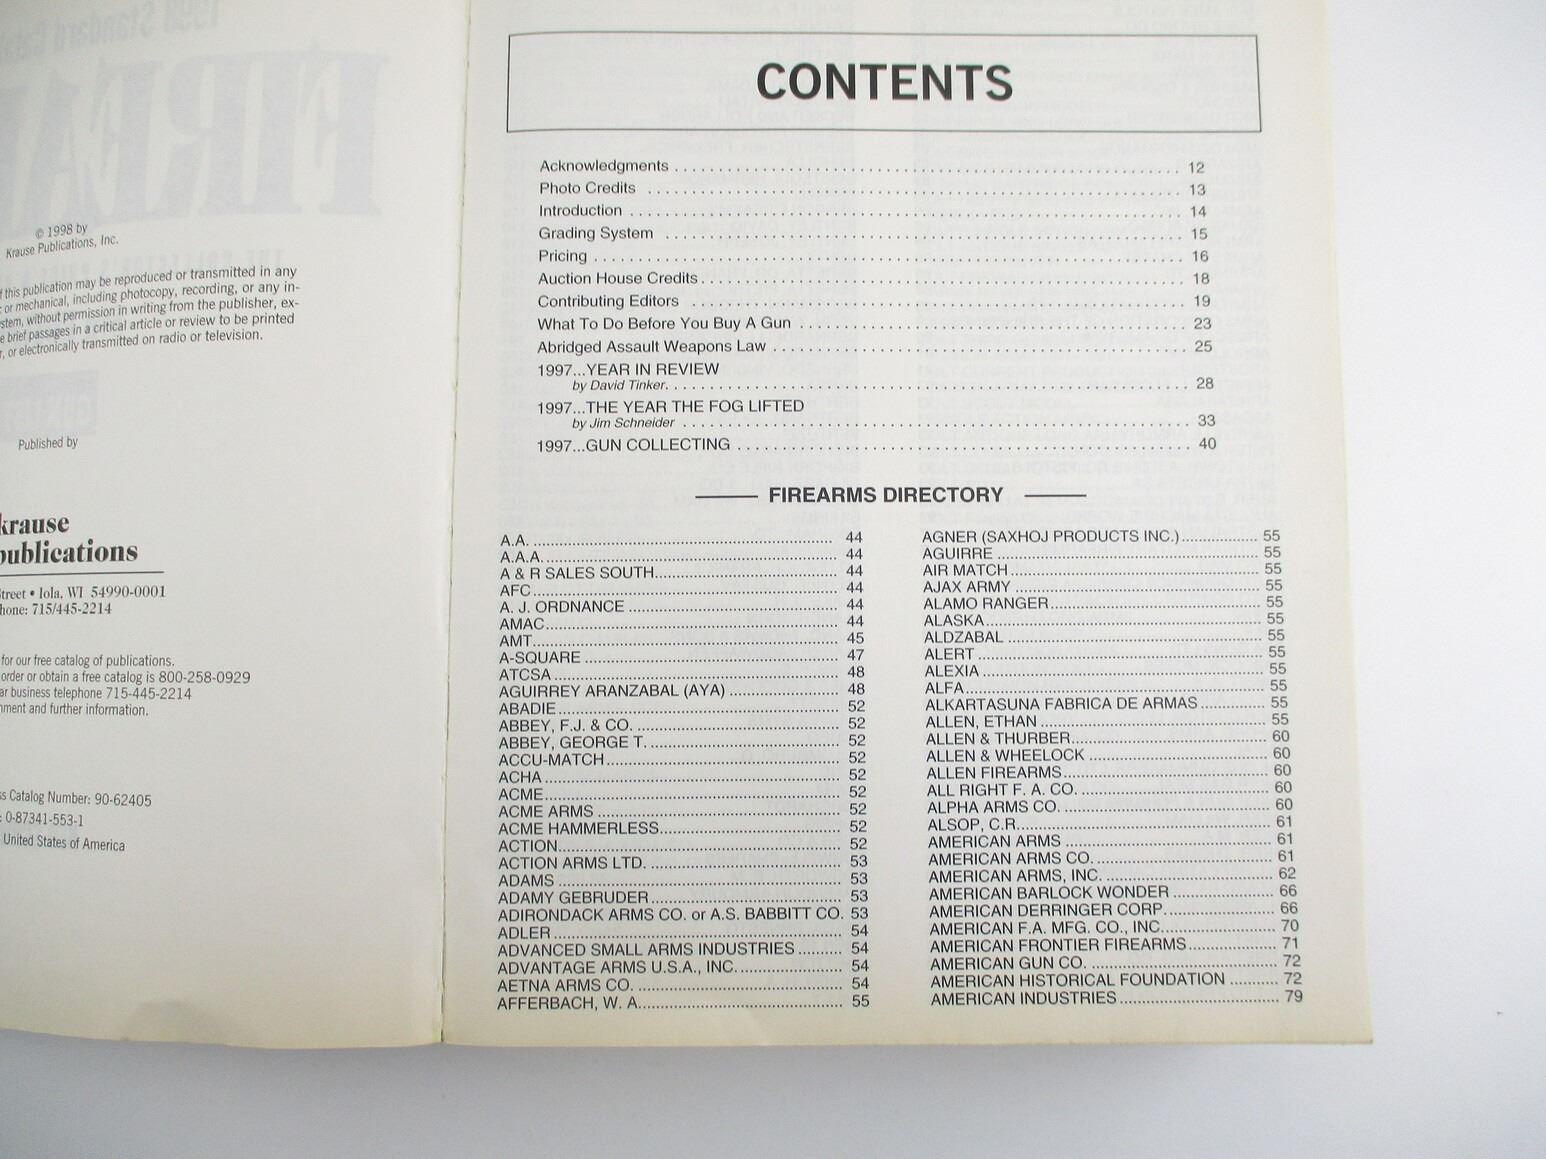 © 1998 by
Krause Publications, Inc.
f this publication may be reproduced or transmitted in any
or mechanical, including photocopy, recording, or any in-
stem, without permission in writing from the publisher, ex-
e brief passages in a critical article or review to be printed
r, or electronically transmitted on radio or television.
Published by
krause
publications
treet • Iola, WI 54990-0001
hone: 715/445-2214
for our free catalog of publications.
order or obtain a free catalog is 800-258-0929
ar business telephone 715-445-2214
nment and further information.
ss Catalog Number: 90-62405
: 0-87341-553-1
United States of America
CONTENTS
Acknowledgments . . . . 12
Photo Credits . . . . 13
Introduction . . . . 14
Grading System . . . . 15
Pricing . . . . 16
Auction House Credits . . . . 18
Contributing Editors . . . . 19
What To Do Before You Buy A Gun . . . . 23
Abridged Assault Weapons Law . . . . 25
1997...YEAR IN REVIEW
by David Tinker. . . . . 28
1997...THE YEAR THE FOG LIFTED
by Jim Schneider . . . . 33
1997...GUN COLLECTING . . . . 40
FIREARMS DIRECTORY
A.A. .... 44
A.A.A. .... 44
A & R SALES SOUTH .... 44
AFC .... 44
A. J. ORDNANCE .... 44
AMAC .... 44
AMT .... 45
A-SQUARE .... 47
ATCSA .... 48
AGUIRREY ARANZABAL (AYA) .... 48
ABADIE .... 52
ABBEY, F.J. & CO. .... 52
ABBEY, GEORGE T. .... 52
ACCU-MATCH .... 52
ACHA .... 52
ACME .... 52
ACME ARMS .... 52
ACME HAMMERLESS .... 52
ACTION .... 52
ACTION ARMS LTD. .... 53
ADAMS .... 53
ADAMY GEBRUDER .... 53
ADIRONDACK ARMS CO. or A.S. BABBITT CO. 53
ADLER .... 54
ADVANCED SMALL ARMS INDUSTRIES .... 54
ADVANTAGE ARMS U.S.A., INC. .... 54
AETNA ARMS CO. .... 54
AFFERBACH, W. A. .... 55
AGNER (SAXHOJ PRODUCTS INC.) .... 55
AGUIRRE .... 55
AIR MATCH .... 55
AJAX ARMY .... 55
ALAMO RANGER .... 55
ALASKA .... 55
ALDZABAL .... 55
ALERT .... 55
ALEXIA .... 55
ALFA .... 55
ALKARTASUNA FABRICA DE ARMAS .... 55
ALLEN, ETHAN .... 55
ALLEN & THURBER .... 60
ALLEN & WHEELOCK .... 60
ALLEN FIREARMS .... 60
ALL RIGHT F. A. CO. .... 60
ALPHA ARMS CO. .... 60
ALSOP, C.R. .... 61
AMERICAN ARMS .... 61
AMERICAN ARMS CO. .... 61
AMERICAN ARMS, INC. .... 62
AMERICAN BARLOCK WONDER .... 66
AMERICAN DERRINGER CORP. .... 66
AMERICAN F.A. MFG. CO., INC. .... 70
AMERICAN FRONTIER FIREARMS .... 71
AMERICAN GUN CO. .... 72
AMERICAN HISTORICAL FOUNDATION .... 72
AMERICAN INDUSTRIES .... 79